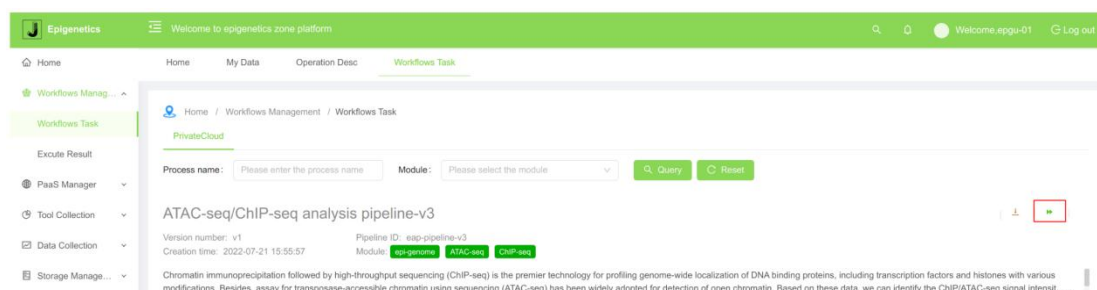 J Epigenetics Welcome to epigenetics zone platform Welcome,epgu-01 Log out
Home Home My Data Operation Desc Workflows Task
Workflows Manag... Home / Workflows Management / Workflows Task
Workflows Task PrivateCloud
Excute Result
Process name: Please enter the process name Module: Please select the module Query Reset
PaaS Manager
Tool Collection ATAC-seq/ChIP-seq analysis pipeline-v3
Version number: v1 Pipeline ID: eap-pipeline-v3
Data Collection Creation time: 2022-07-21 15:55:57 Module: epi-genome ATAC-seq ChIP-seq
Storage Manage... Chromatin immunoprecipitation followed by high-throughput sequencing (ChIP-seq) is the premier technology for profiling genome-wide localization of DNA binding proteins, including transcription factors and histones with various
modifications. Besides, assay for transposase-accessible chromatin using sequencing (ATAC-seq) has been widely adopted for detection of open chromatin. Based on these data, we can identify the ChIP/ATAC-seq signal intensit